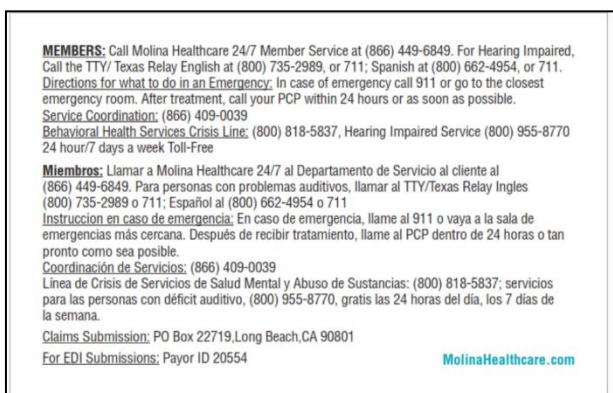 MEMBERS: Call Molina Healthcare 24/7 Member Service at (866) 449-6849. For Hearing Impaired,
Call the TTY/ Texas Relay English at (800) 735-2989, or 711; Spanish at (800) 662-4954, or 711.
Directions for what to do in an Emergency: In case of emergency call 911 or go to the closest
emergency room. After treatment, call your PCP within 24 hours or as soon as possible.
Service Coordination: (866) 409-0039
Behavioral Health Services Crisis Line: (800) 818-5837, Hearing Impaired Service (800) 955-8770
24 hour/7 days a week Toll-Free
Miembros: Llamar a Molina Healthcare 24/7 al Departamento de Servicio al cliente al
(866) 449-6849. Para personas con problemas auditivos, llamar al TTY/Texas Relay Ingles
(800) 735-2989 o 711; Español al (800) 662-4954 o 711
Instruccion en caso de emergencia: En caso de emergencia, llame al 911 o vaya a la sala de
emergencias más cercana. Después de recibir tratamiento, llame al PCP dentro de 24 horas o tan
pronto como sea posible.
Coordinación de Servicios: (866) 409-0039
Línea de Crisis de Servicios de Salud Mental y Abuso de Sustancias: (800) 818-5837; servicios
para las personas con déficit auditivo, (800) 955-8770, gratis las 24 horas del día, los 7 días de
la semana.
Claims Submission: PO Box 22719,Long Beach,CA 90801
For EDI Submissions: Payor ID 20554
MolinaHealthcare.com